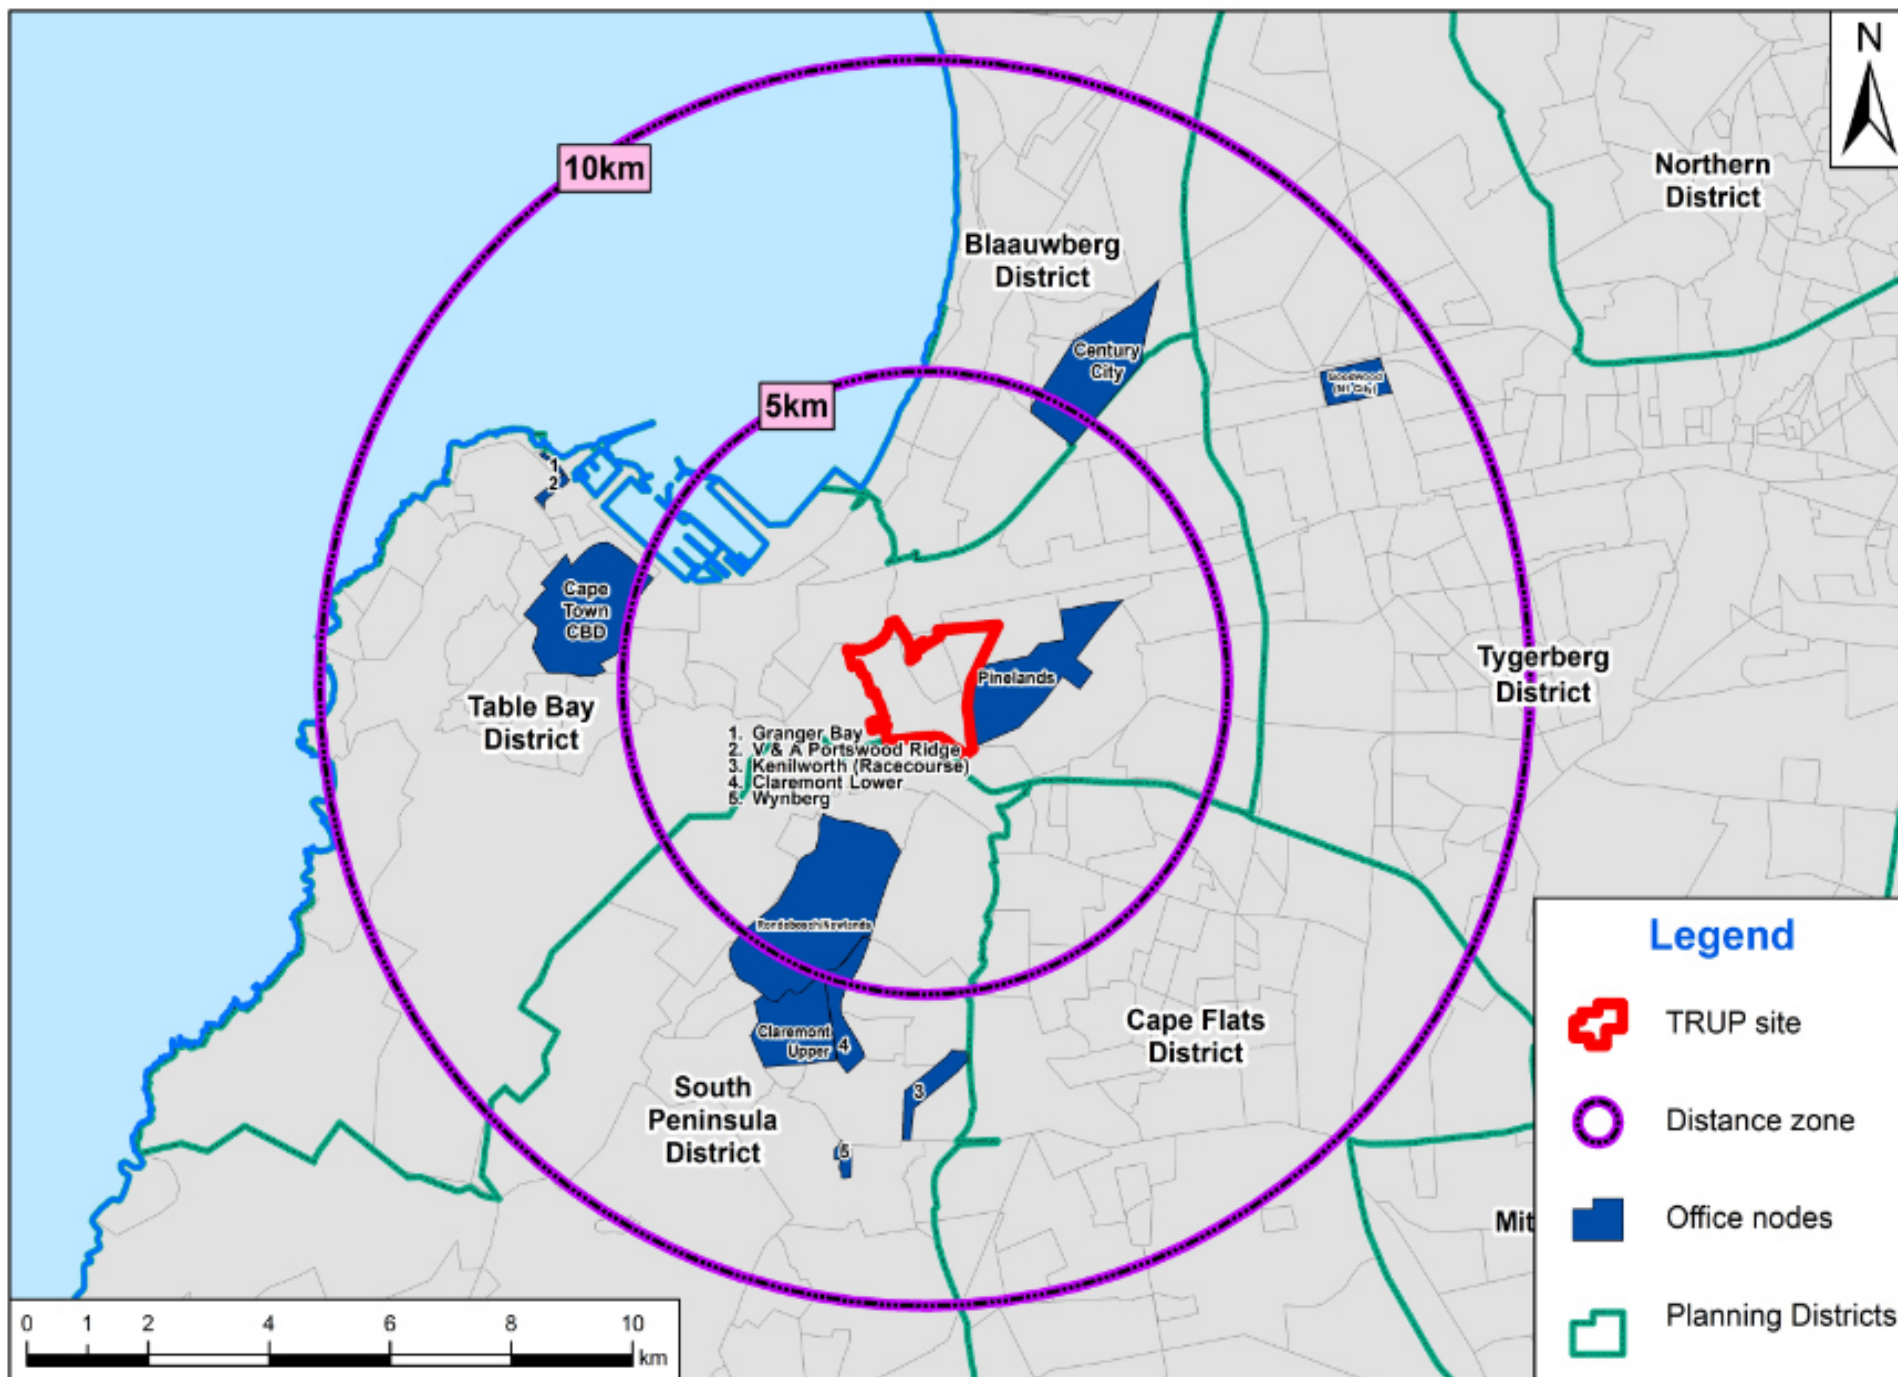 N
10km
Northern
District
Blaauwberg
District
Century
City
(N1 City)
5km
1
2
Cape
Town
CBD
Pinelands
Tygerberg
District
Table Bay
District
1. Granger Bay
2. V & A Portswood Ridge
3. Kenilworth (Racecourse)
4. Claremont Lower
5. Wynberg
Rondebosch/Newlands
Claremont
Upper
4
Cape Flats
District
South
Peninsula
District
3
5
Mit
Legend
TRUP site
Distance zone
Office nodes
Planning Districts
0 1 2 4 6 8 10
km